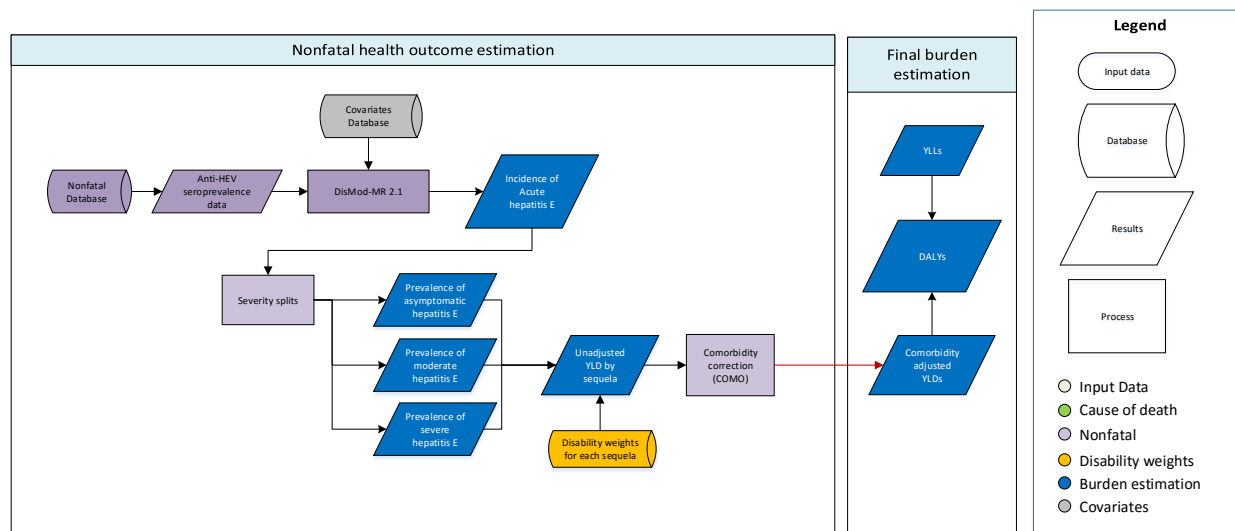 Nonfatal health outcome estimation
Covariates
Database
Nonfatal
Database
Anti-HEV
seroprevalence
data
DisMod-MR 2.1
Incidence of
Acute
hepatitis E
Severity splits
Prevalence of
asymptomatic
hepatitis E
Prevalence of
moderate
hepatitis E
Prevalence of
severe
hepatitis E
Unadjusted
YLD by
sequela
Disability weights
for each sequela
Comorbidity
correction
(COMO)
Final burden
estimation
YLLs
DALYs
Comorbidity
adjusted
YLDs
Legend
Input data
Database
Results
Process
Input Data
Cause of death
Nonfatal
Disability weights
Burden estimation
Covariates